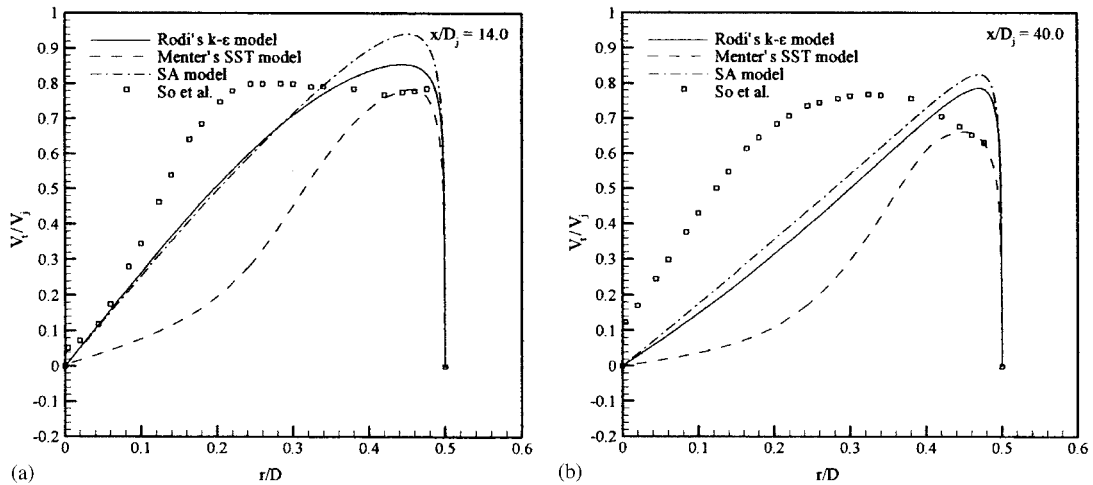 1
0.9
0.8
0.7
0.6
0.5
0.4
0.3
0.2
0.1
0
-0.1
-0.2
V_t/V_j
Rodi's k-ε model
Menter's SST model
SA model
So et al.
x/D_j = 14.0
0 0.1 0.2 0.3 0.4 0.5 0.6
r/D
(a)
1
0.9
0.8
0.7
0.6
0.5
0.4
0.3
0.2
0.1
0
-0.1
-0.2
V_t/V_j
Rodi's k-ε model
Menter's SST model
SA model
So et al.
x/D_j = 40.0
0 0.1 0.2 0.3 0.4 0.5 0.6
r/D
(b)